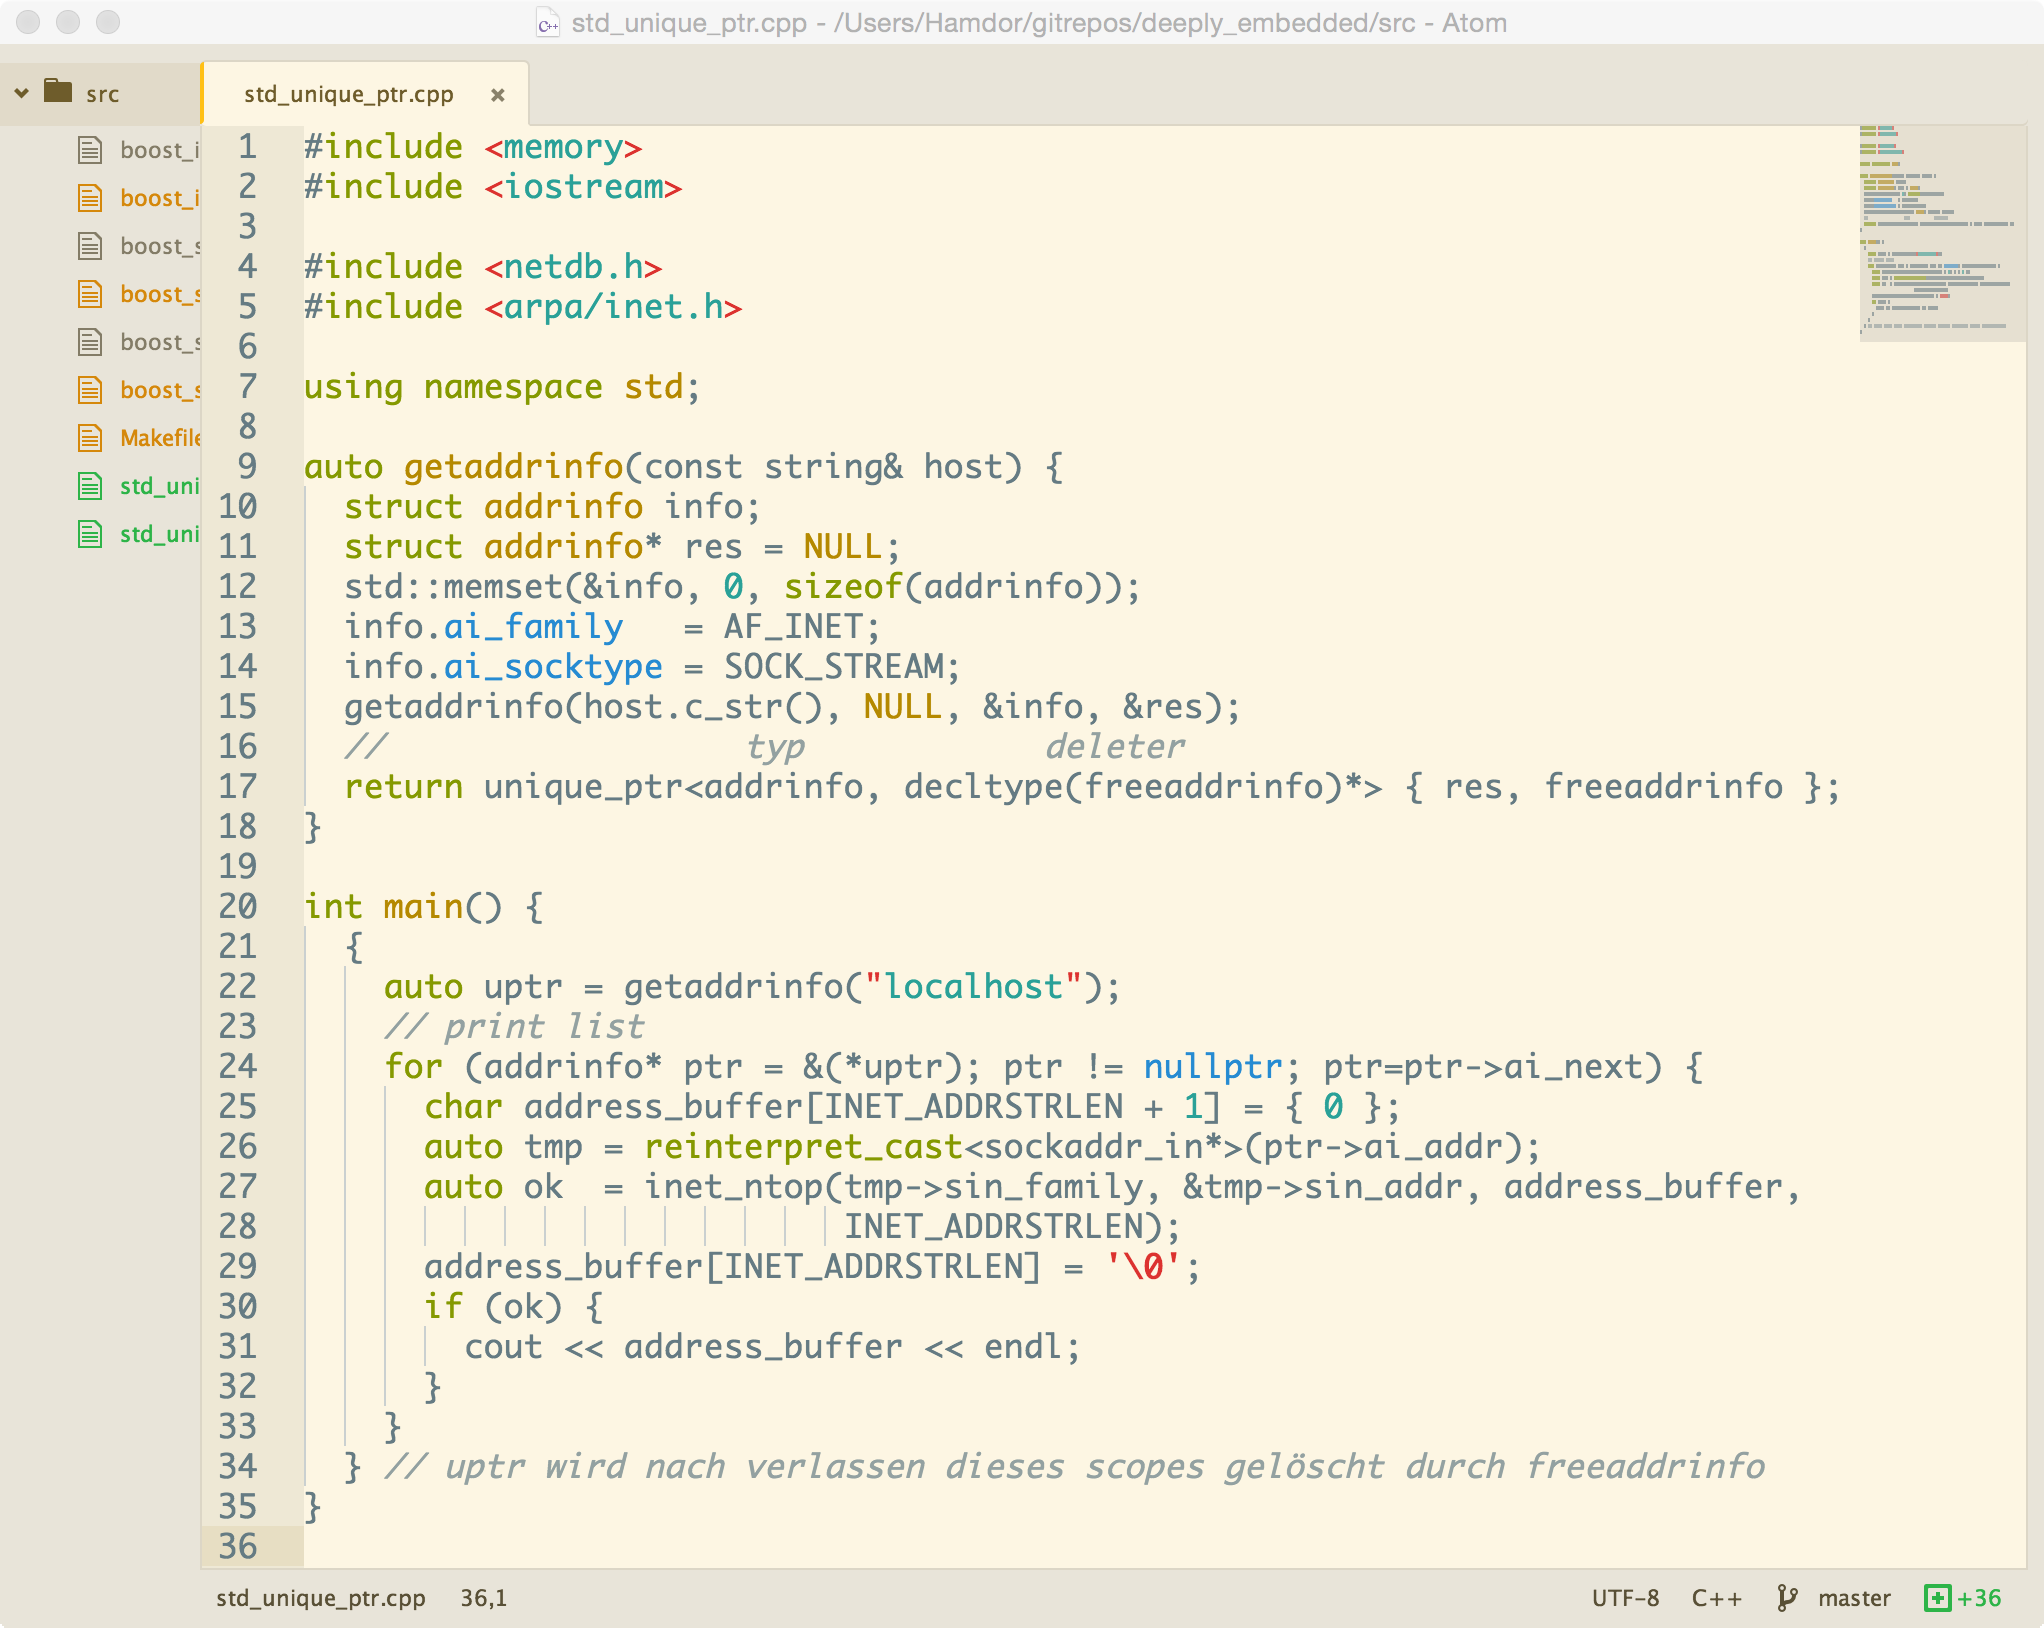 std_unique_ptr.cpp - /Users/Hamdor/gitrepos/deeply_embedded/src - Atom
src
std_unique_ptr.cpp ×
boost_i
boost_i
boost_s
boost_s
boost_s
boost_s
Makefile
std_uni
std_uni
1 #include <memory>
2 #include <iostream>
3
4 #include <netdb.h>
5 #include <arpa/inet.h>
6
7 using namespace std;
8
9 auto getaddrinfo(const string& host) {
10   struct addrinfo info;
11   struct addrinfo* res = NULL;
12   std::memset(&info, 0, sizeof(addrinfo));
13   info.ai_family   = AF_INET;
14   info.ai_socktype = SOCK_STREAM;
15   getaddrinfo(host.c_str(), NULL, &info, &res);
16   //                  typ            deleter
17   return unique_ptr<addrinfo, decltype(freeaddrinfo)*> { res, freeaddrinfo };
18 }
19
20 int main() {
21   {
22     auto uptr = getaddrinfo("localhost");
23     // print list
24     for (addrinfo* ptr = &(*uptr); ptr != nullptr; ptr=ptr->ai_next) {
25       char address_buffer[INET_ADDRSTRLEN + 1] = { 0 };
26       auto tmp = reinterpret_cast<sockaddr_in*>(ptr->ai_addr);
27       auto ok  = inet_ntop(tmp->sin_family, &tmp->sin_addr, address_buffer,
28                            INET_ADDRSTRLEN);
29       address_buffer[INET_ADDRSTRLEN] = '\0';
30       if (ok) {
31         cout << address_buffer << endl;
32       }
33     }
34   } // uptr wird nach verlassen dieses scopes gelöscht durch freeaddrinfo
35 }
36
std_unique_ptr.cpp 36,1 UTF-8 C++ master +36